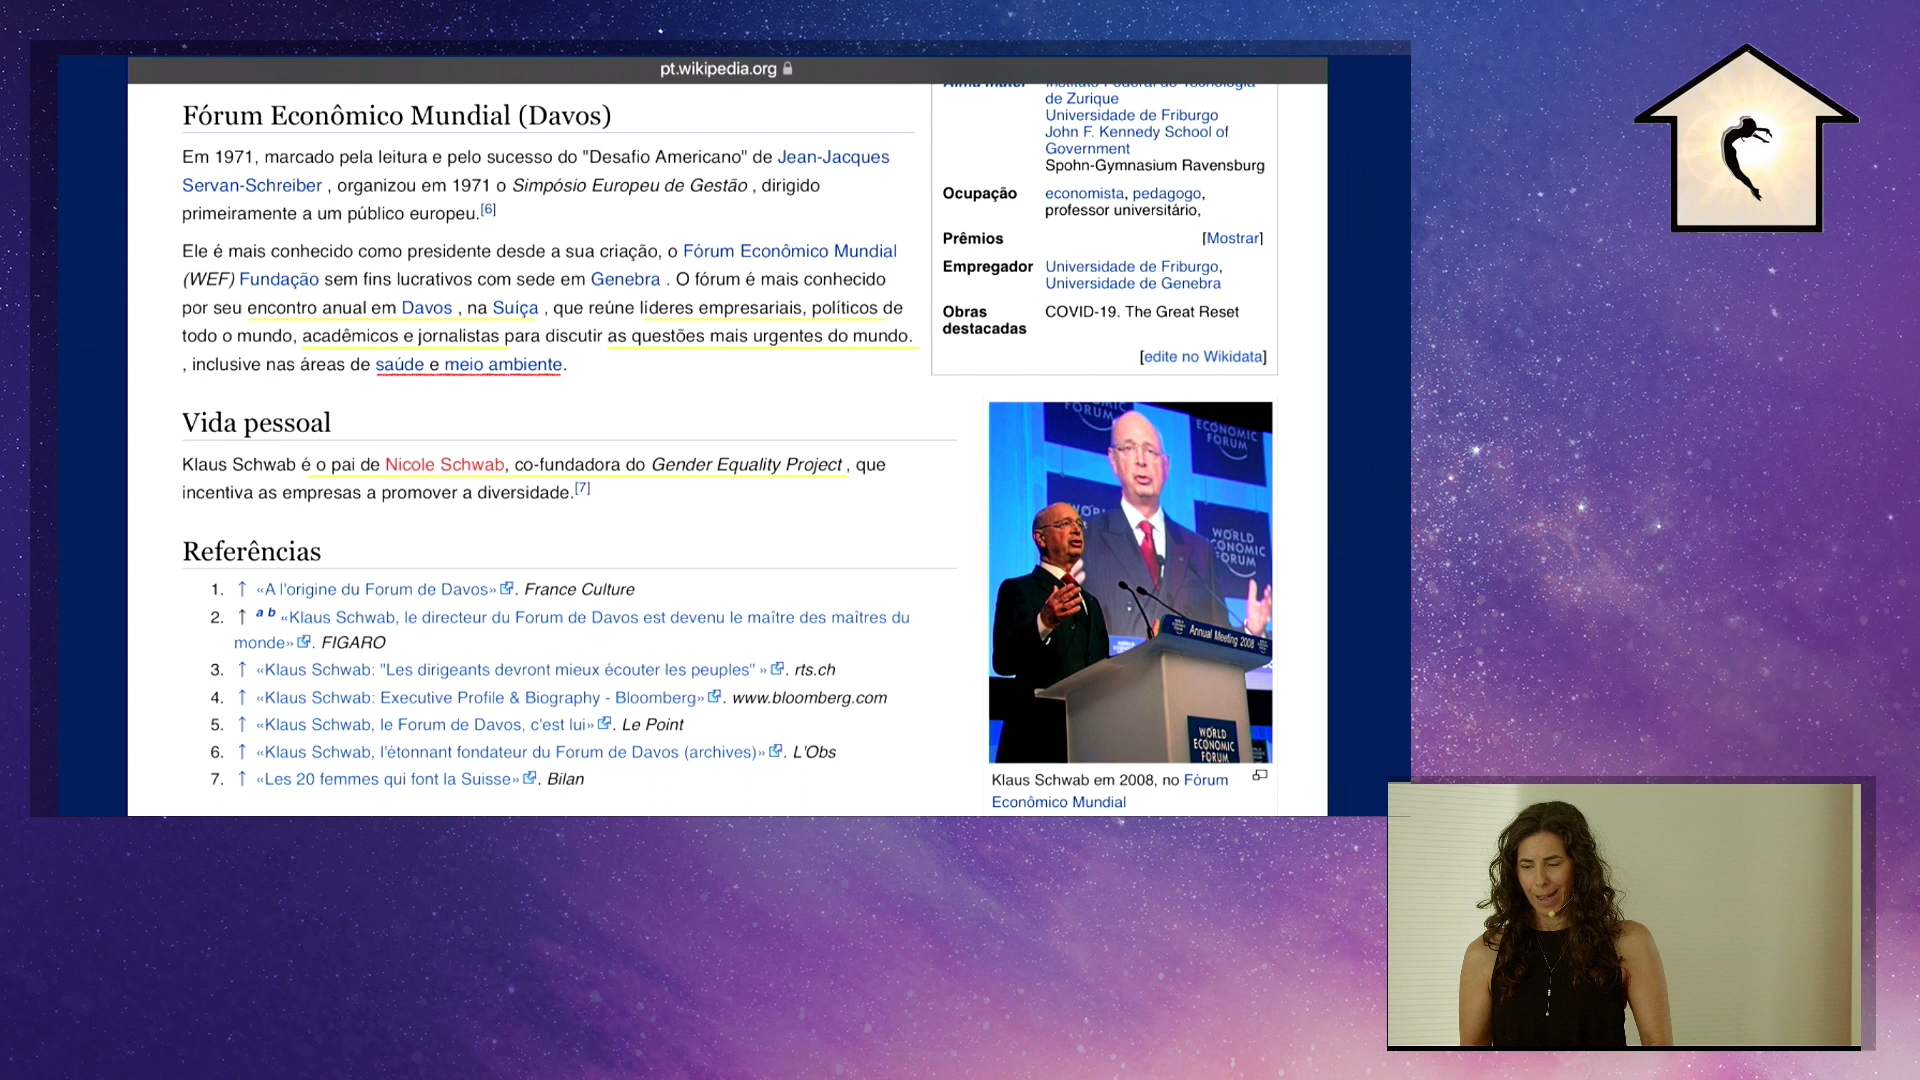 pt.wikipedia.org
Fórum Econômico Mundial (Davos)
Em 1971, marcado pela leitura e pelo sucesso do "Desafio Americano" de Jean-Jacques
Servan-Schreiber , organizou em 1971 o Simpósio Europeu de Gestão , dirigido
primeiramente a um público europeu.[6]
Ele é mais conhecido como presidente desde a sua criação, o Fórum Econômico Mundial
(WEF) Fundação sem fins lucrativos com sede em Genebra . O fórum é mais conhecido
por seu encontro anual em Davos , na Suíça , que reúne líderes empresariais, políticos de
todo o mundo, acadêmicos e jornalistas para discutir as questões mais urgentes do mundo.
, inclusive nas áreas de saúde e meio ambiente.
Vida pessoal
Klaus Schwab é o pai de Nicole Schwab, co-fundadora do Gender Equality Project , que
incentiva as empresas a promover a diversidade.[7]
Referências
1. ↑ «A l'origine du Forum de Davos» . France Culture
2. ↑ a b «Klaus Schwab, le directeur du Forum de Davos est devenu le maître des maîtres du
monde» . FIGARO
3. ↑ «Klaus Schwab: "Les dirigeants devront mieux écouter les peuples" » . rts.ch
4. ↑ «Klaus Schwab: Executive Profile & Biography - Bloomberg» . www.bloomberg.com
5. ↑ «Klaus Schwab, le Forum de Davos, c'est lui» . Le Point
6. ↑ «Klaus Schwab, l'étonnant fondateur du Forum de Davos (archives)» . L'Obs
7. ↑ «Les 20 femmes qui font la Suisse» . Bilan
Alma mater Instituto Federal de Tecnologia
de Zurique
Universidade de Friburgo
John F. Kennedy School of
Government
Spohn-Gymnasium Ravensburg
Ocupação economista, pedagogo,
professor universitário,
Prêmios [Mostrar]
Empregador Universidade de Friburgo,
Universidade de Genebra
Obras COVID-19. The Great Reset
destacadas
[edite no Wikidata]
FORUM
ECONOMIC
FORUM
WORLD
ECONOMIC
FORUM
Annual Meeting 2008
WORLD
ECONOMIC
FORUM
Klaus Schwab em 2008, no Fórum
Econômico Mundial